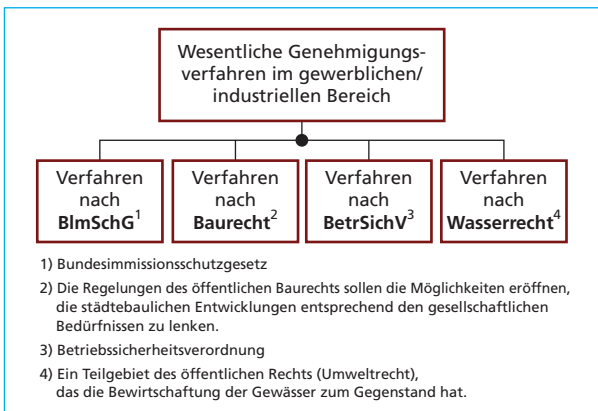 Wesentliche Genehmigungs-
verfahren im gewerblichen/
industriellen Bereich
Verfahren
nach
BlmSchG1
Verfahren
nach
Baurecht2
Verfahren
nach
BetrSichV3
Verfahren
nach
Wasserrecht4
1) Bundesimmissionsschutzgesetz
2) Die Regelungen des öffentlichen Baurechts sollen die Möglichkeiten eröffnen,
die städtebaulichen Entwicklungen entsprechend den gesellschaftlichen
Bedürfnissen zu lenken.
3) Betriebssicherheitsverordnung
4) Ein Teilgebiet des öffentlichen Rechts (Umweltrecht),
das die Bewirtschaftung der Gewässer zum Gegenstand hat.